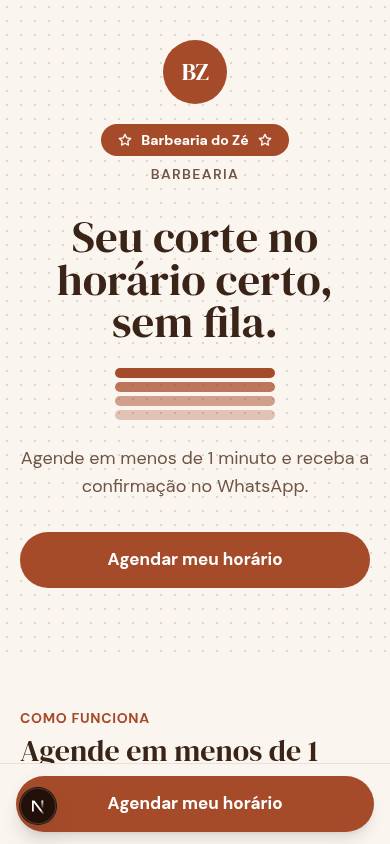 BZ
Barbearia do Zé
BARBEARIA
Seu corte no
horário certo,
sem fila.
Agende em menos de 1 minuto e receba a
confirmação no WhatsApp.
Agendar meu horário
COMO FUNCIONA
Agende em menos de 1
N
Agendar meu horário